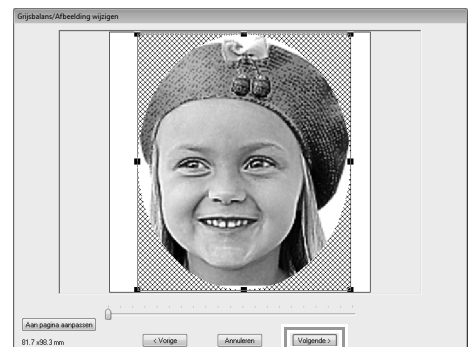 Grijsbalans/Afbeelding wijzigen
Aan pagina aanpassen
81.7 x98.3 mm
< Vorige
Annuleren
Volgende >